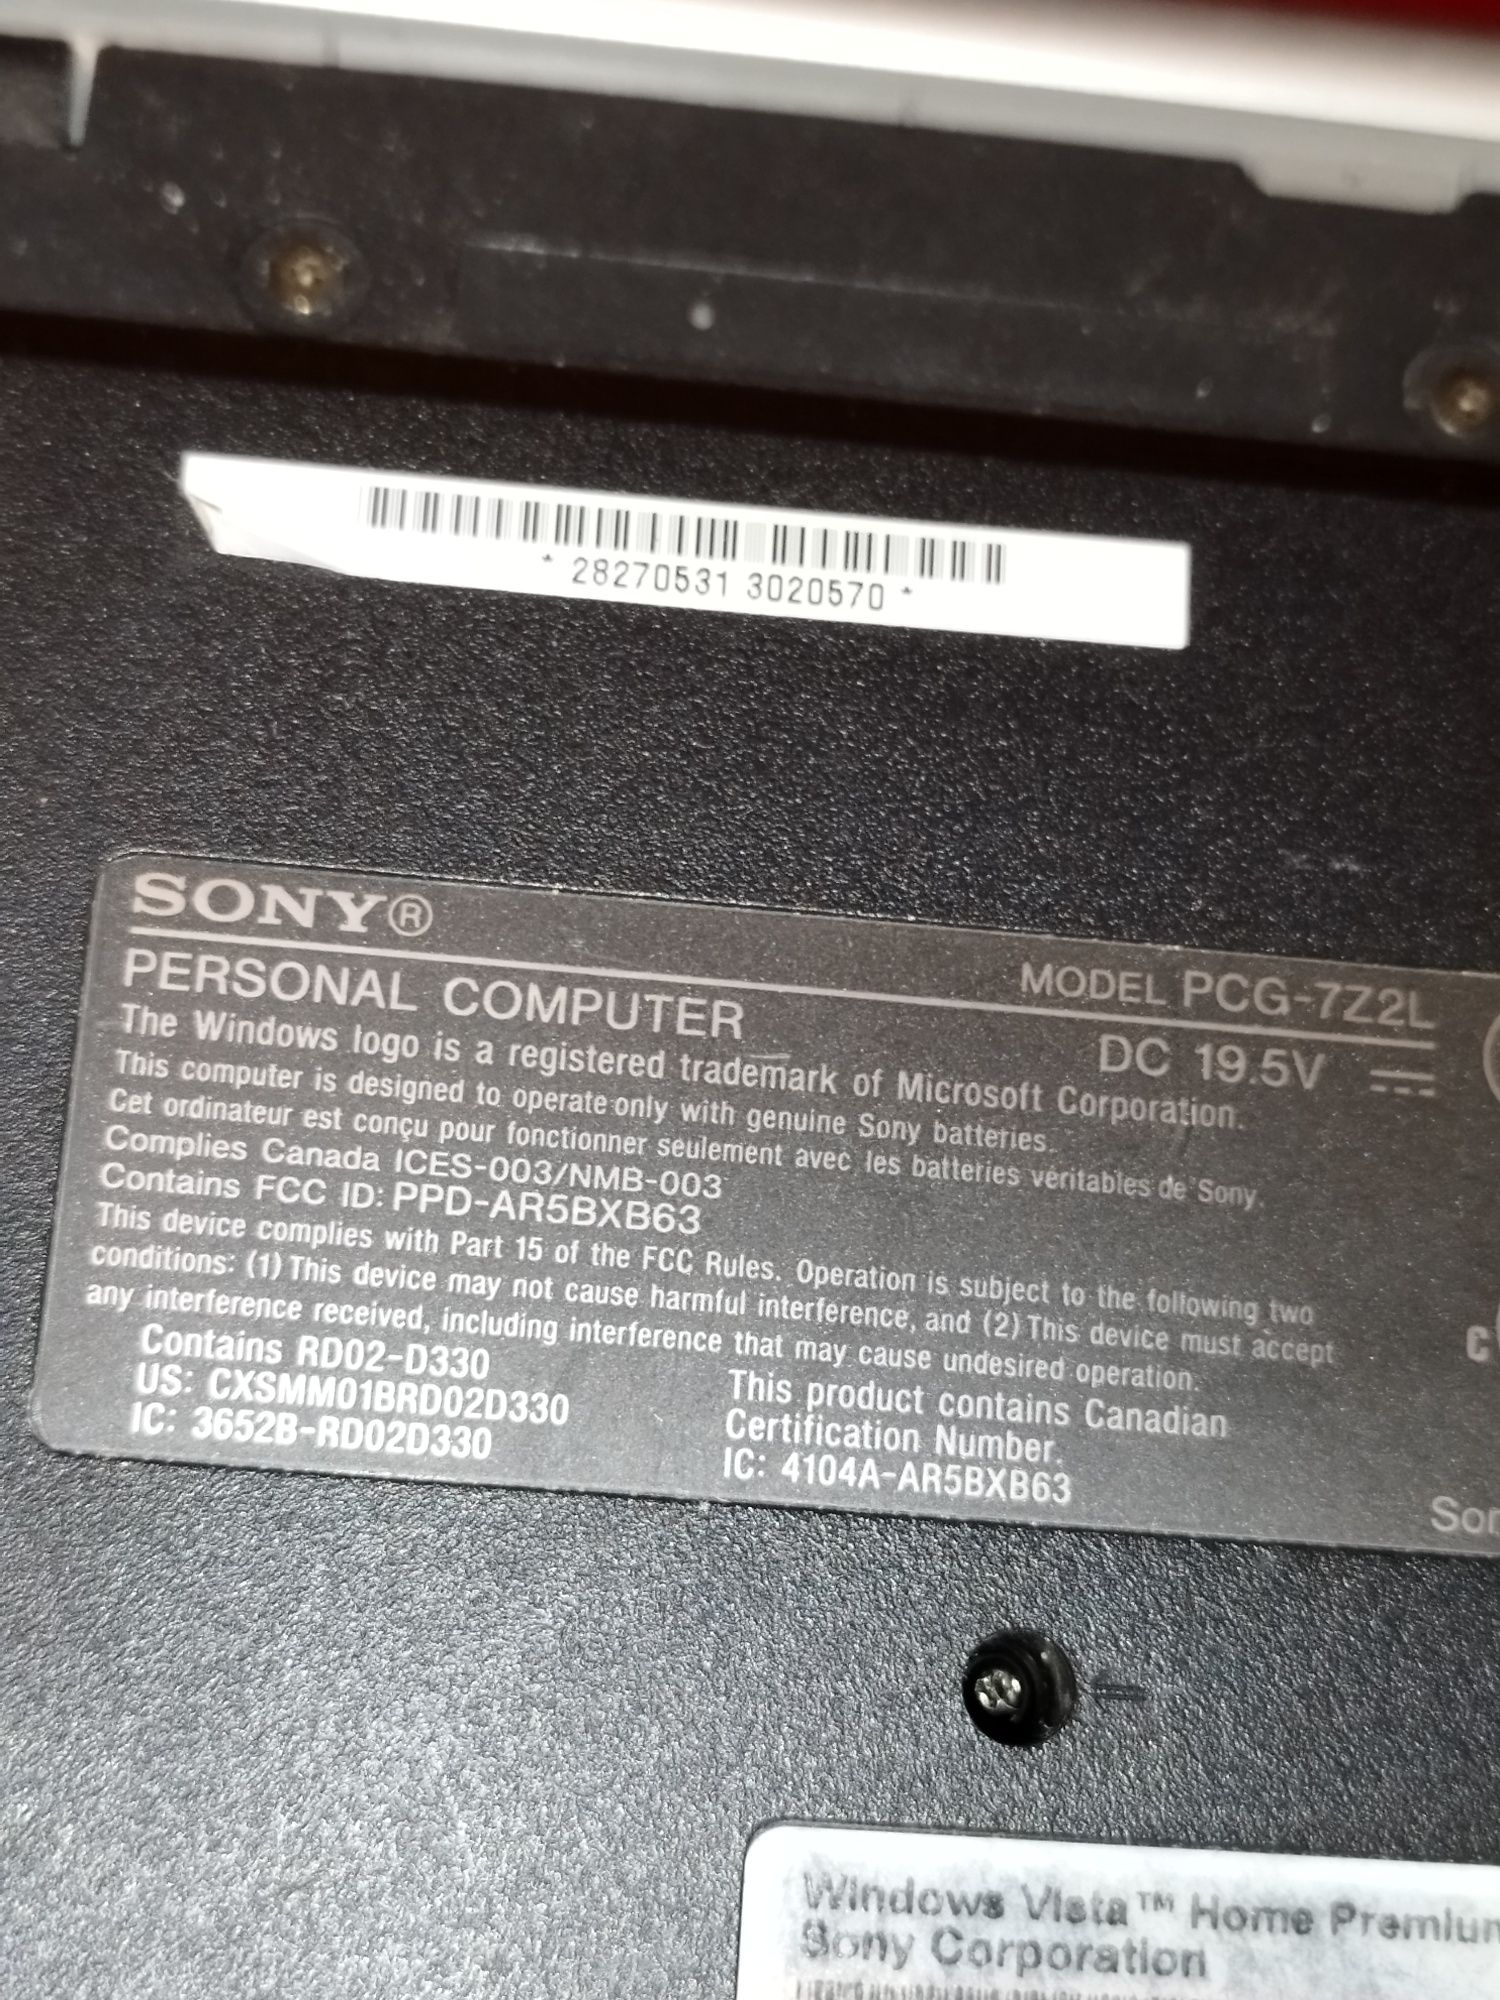 * 28270531 3020570 *
SONY®
MODEL PCG-7Z2L
PERSONAL COMPUTER
DC 19.5V
The Windows logo is a registered trademark of Microsoft Corporation.
This computer is designed to operate only with genuine Sony batteries.
Cet ordinateur est conçu pour fonctionner seulement avec les batteries véritables de Sony.
Complies Canada ICES-003/NMB-003
Contains FCC ID: PPD-AR5BXB63
This device complies with Part 15 of the FCC Rules. Operation is subject to the following two
conditions: (1) This device may not cause harmful interference, and (2) This device must accept
any interference received, including interference that may cause undesired operation.
Contains RD02-D330
US: CXSMM01BRD02D330
IC: 3652B-RD02D330
This product contains Canadian
Certification Number.
IC: 4104A-AR5BXB63
Windows Vista™ Home Premium
Sony Corporation